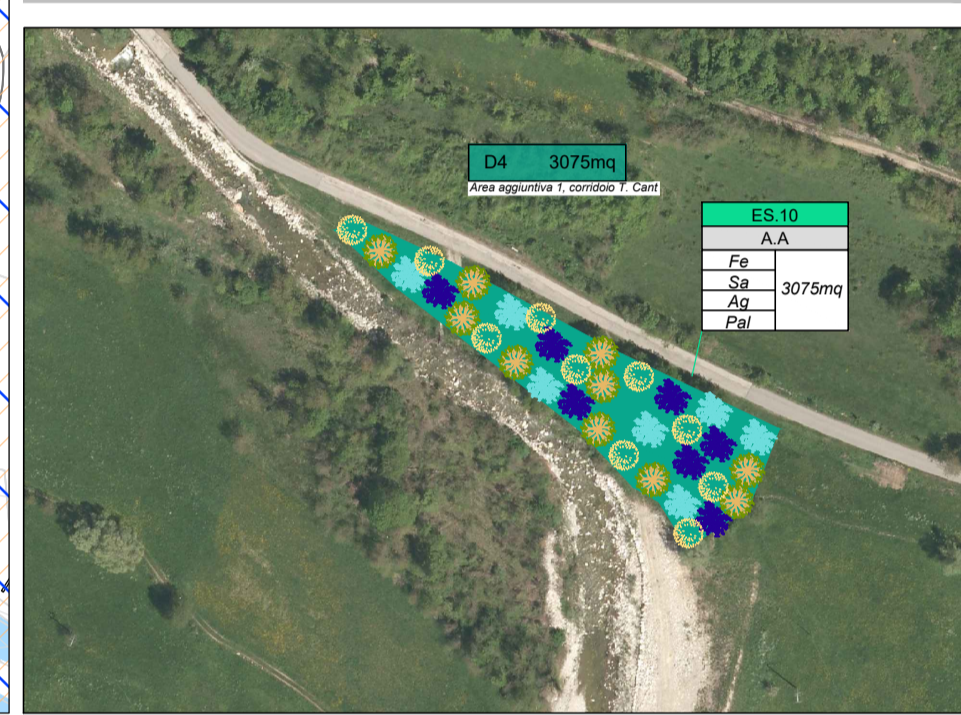 D4 3075mq
Area aggiuntiva 1, corridoio T. Cant
ES.10
A.A
Fe
Sa
3075mq
Ag
Pal